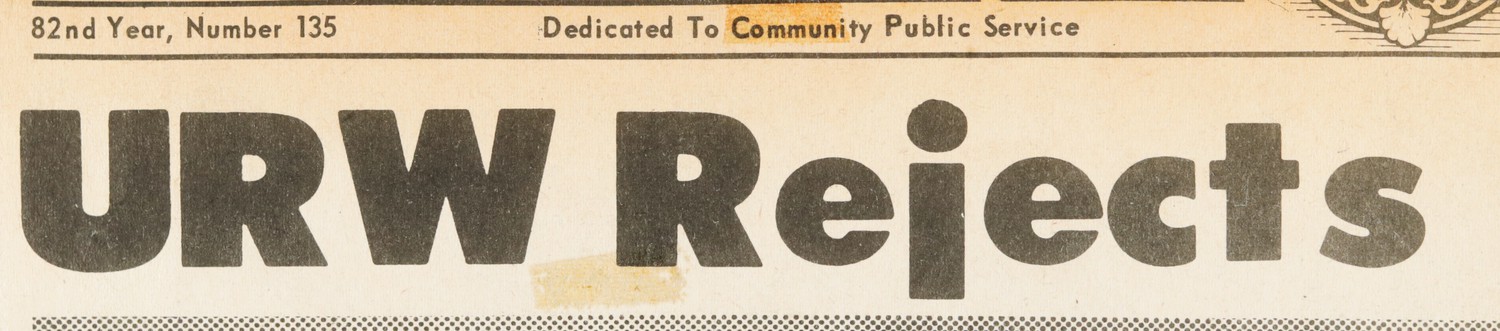 82nd Year, Number 135 Dedicated To Community Public Service
URW Rejects